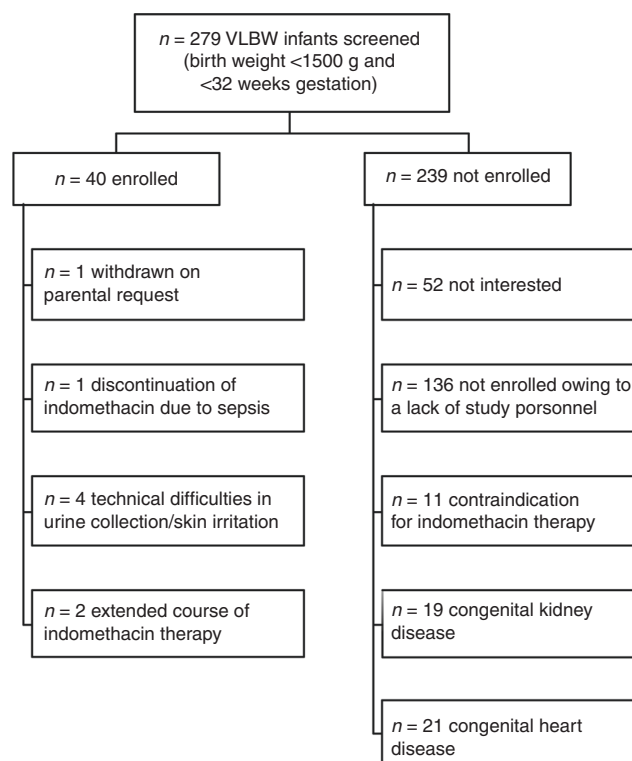 n = 279 VLBW infants screened
(birth weight <1500 g and
<32 weeks gestation)
n = 40 enrolled
n = 239 not enrolled
n = 1 withdrawn on
parental request
n = 52 not interested
n = 1 discontinuation of
indomethacin due to sepsis
n = 136 not enrolled owing to
a lack of study porsonnel
n = 4 technical difficulties in
urine collection/skin irritation
n = 11 contraindication
for indomethacin therapy
n = 2 extended course of
indomethacin therapy
n = 19 congenital kidney
disease
n = 21 congenital heart
disease